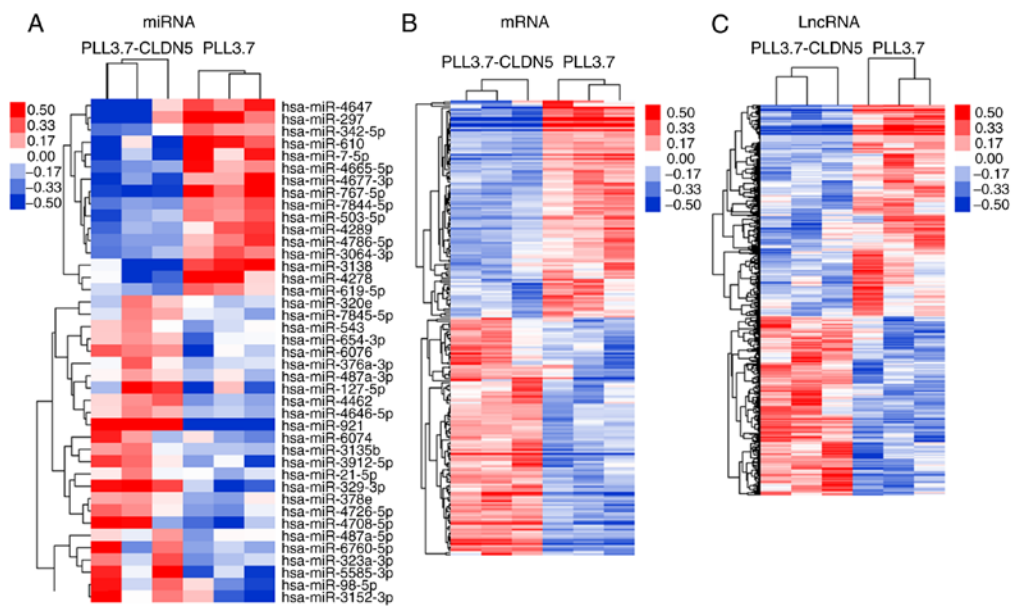 A
miRNA
PLL3.7-CLDN5 PLL3.7
0.50
0.33
0.17
0.00
−0.17
−0.33
−0.50
hsa-miR-4647
hsa-miR-297
hsa-miR-342-5p
hsa-miR-610
hsa-miR-7-5p
hsa-miR-4665-5p
hsa-miR-4677-3p
hsa-miR-767-5p
hsa-miR-7844-5p
hsa-miR-503-5p
hsa-miR-4289
hsa-miR-4786-5p
hsa-miR-3064-3p
hsa-miR-3138
hsa-miR-4278
hsa-miR-619-5p
hsa-miR-320e
hsa-miR-7845-5p
hsa-miR-543
hsa-miR-654-3p
hsa-miR-6076
hsa-miR-376a-3p
hsa-miR-487a-3p
hsa-miR-127-5p
hsa-miR-4462
hsa-miR-4646-5p
hsa-miR-921
hsa-miR-6074
hsa-miR-3135b
hsa-miR-3912-5p
hsa-miR-21-5p
hsa-miR-329-3p
hsa-miR-378e
hsa-miR-4726-5p
hsa-miR-4708-5p
hsa-miR-487a-5p
hsa-miR-6760-5p
hsa-miR-323a-3p
hsa-miR-5585-3p
hsa-miR-98-5p
hsa-miR-3152-3p
B
mRNA
PLL3.7-CLDN5 PLL3.7
0.50
0.33
0.17
0.00
−0.17
−0.33
−0.50
C
LncRNA
PLL3.7-CLDN5 PLL3.7
0.50
0.33
0.17
0.00
−0.17
−0.33
−0.50